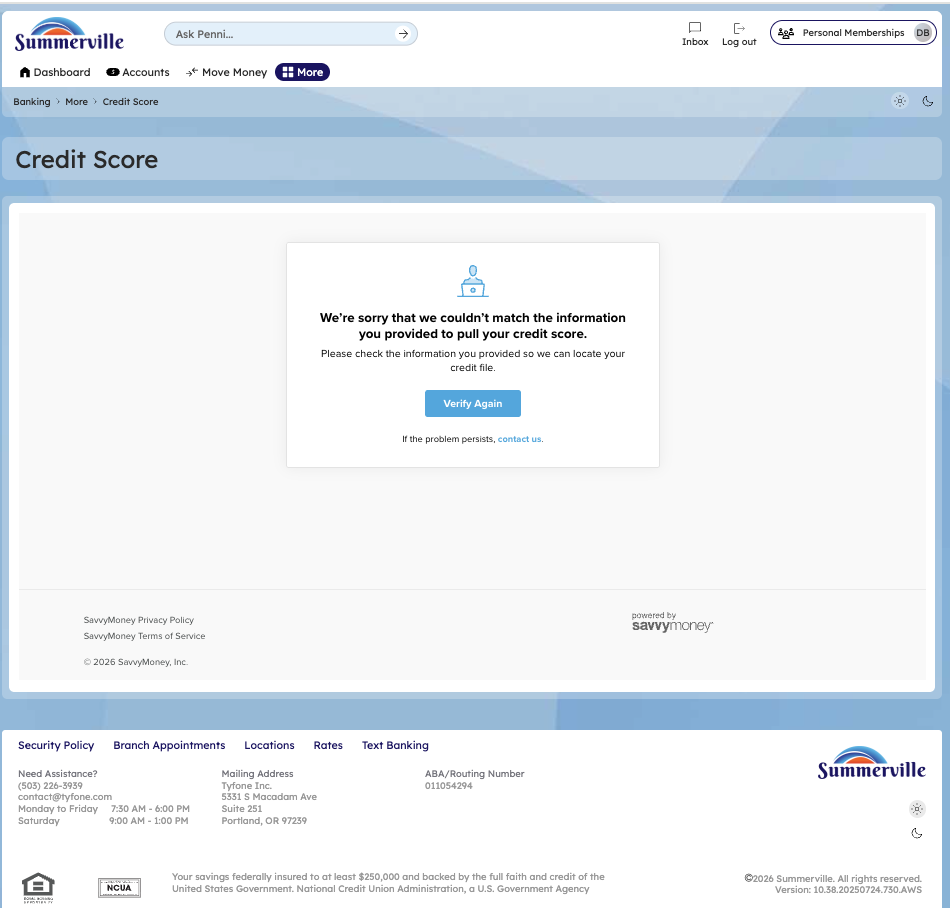 Summerville
Ask Penni...
Inbox
Log out
Personal Memberships
DB
Dashboard
Accounts
Move Money
More
Banking › More › Credit Score
Credit Score
We're sorry that we couldn't match the information
you provided to pull your credit score.
Please check the information you provided so we can locate your
credit file.
Verify Again
If the problem persists, contact us.
SavvyMoney Privacy Policy
SavvyMoney Terms of Service
© 2026 SavvyMoney, Inc.
powered by
savvymoney
Security Policy
Branch Appointments
Locations
Rates
Text Banking
Need Assistance?
(503) 226-3939
contact@tyfone.com
Monday to Friday 7:30 AM - 6:00 PM
Saturday 9:00 AM - 1:00 PM
Mailing Address
Tyfone Inc.
5331 S Macadam Ave
Suite 251
Portland, OR 97239
ABA/Routing Number
011054294
Summerville
EQUAL HOUSING
OPPORTUNITY
NCUA
Your savings federally insured to at least $250,000 and backed by the full faith and credit of the
United States Government. National Credit Union Administration, a U.S. Government Agency
©2026 Summerville. All rights reserved.
Version: 10.38.20250724.730.AWS